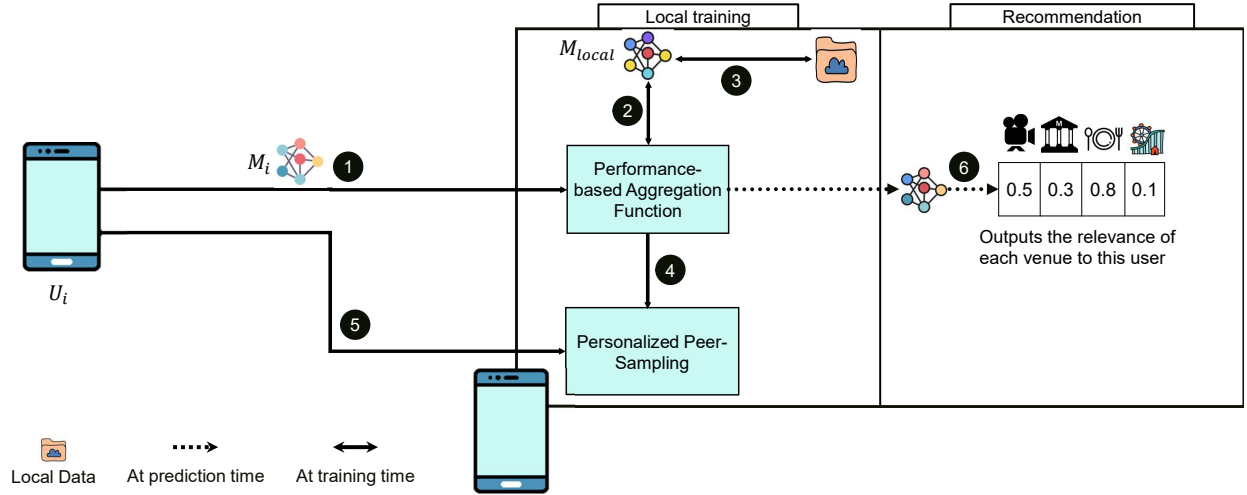 Local training
Recommendation
M_local
3
2
M_i
1
Performance-
based Aggregation
Function
6
M
0.5 0.3 0.8 0.1
Outputs the relevance of
each venue to this user
4
U_i
5
Personalized Peer-
Sampling
Local Data
At prediction time
At training time